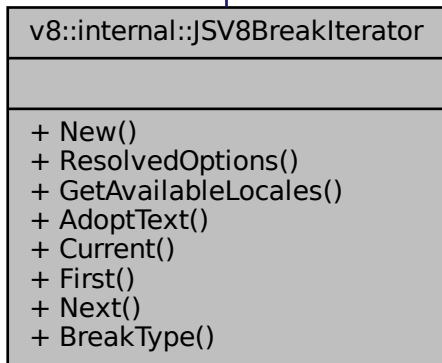 v8::internal::JSV8BreakIterator
+ New()
+ ResolvedOptions()
+ GetAvailableLocales()
+ AdoptText()
+ Current()
+ First()
+ Next()
+ BreakType()